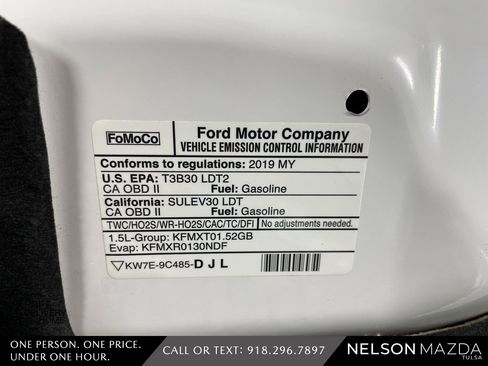 FoMoCo
Ford Motor Company
VEHICLE EMISSION CONTROL INFORMATION
Conforms to regulations: 2019 MY
U.S. EPA: T3B30 LDT2
CA OBD II Fuel: Gasoline
California: SULEV30 LDT
CA OBD II Fuel: Gasoline
TWC/HO2S/WR-HO2S/CAC/TC/DFI No adjustments needed.
1.5L-Group: KFMXT01.52GB
Evap: KFMXR0130NDF
KW7E-9C485-D J L
ONE PERSON. ONE PRICE.
UNDER ONE HOUR.
CALL OR TEXT: 918.296.7897
NELSON MAZDA
TULSA